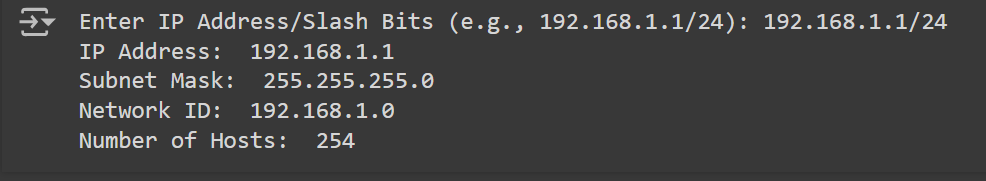 Enter IP Address/Slash Bits (e.g., 192.168.1.1/24): 192.168.1.1/24
IP Address:  192.168.1.1
Subnet Mask:  255.255.255.0
Network ID:  192.168.1.0
Number of Hosts:  254